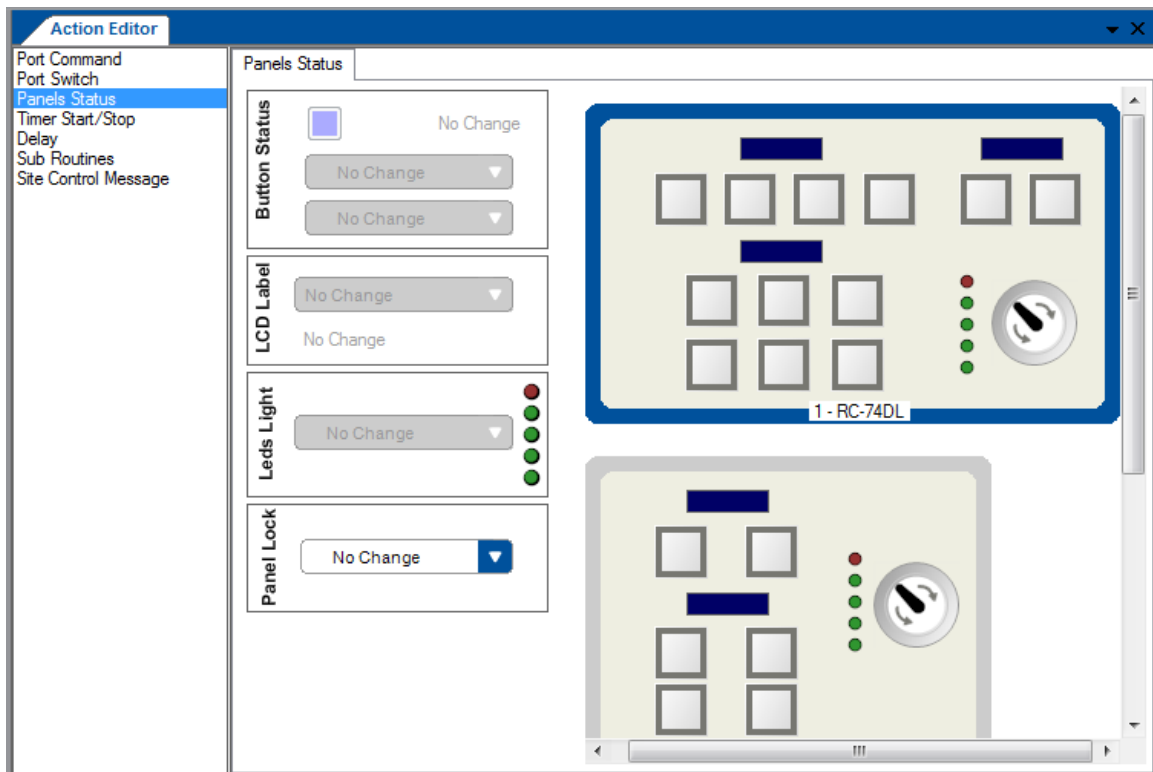 Action Editor
Port Command
Port Switch
Panels Status
Timer Start/Stop
Delay
Sub Routines
Site Control Message
Panels Status
Button Status
No Change
No Change
No Change
LCD Label
No Change
No Change
Leds Light
No Change
Panel Lock
No Change
1 - RC-74DL